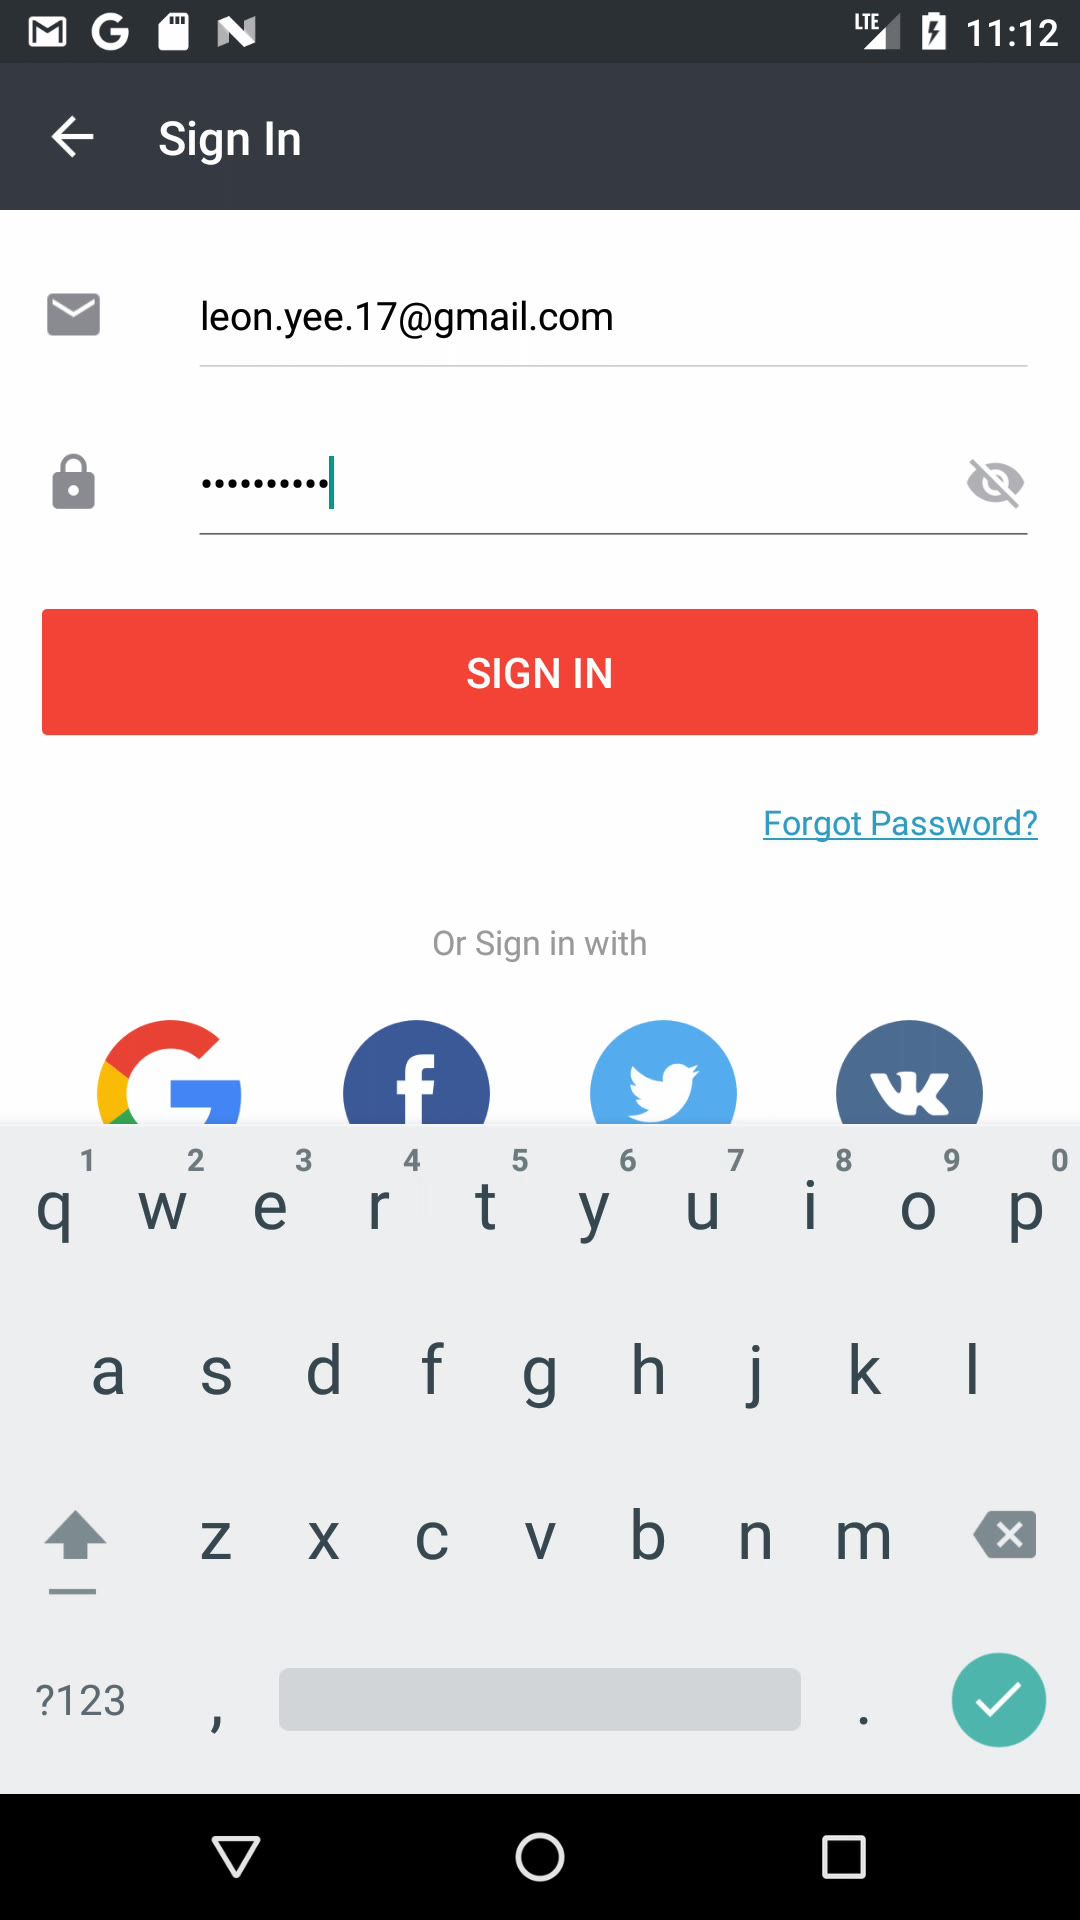 LTE 11:12
Sign In
leon.yee.17@gmail.com
••••••••••
SIGN IN
Forgot Password?
Or Sign in with
1 2 3 4 5 6 7 8 9 0
q w e r t y u i o p
a s d f g h j k l
z x c v b n m
?123 , .